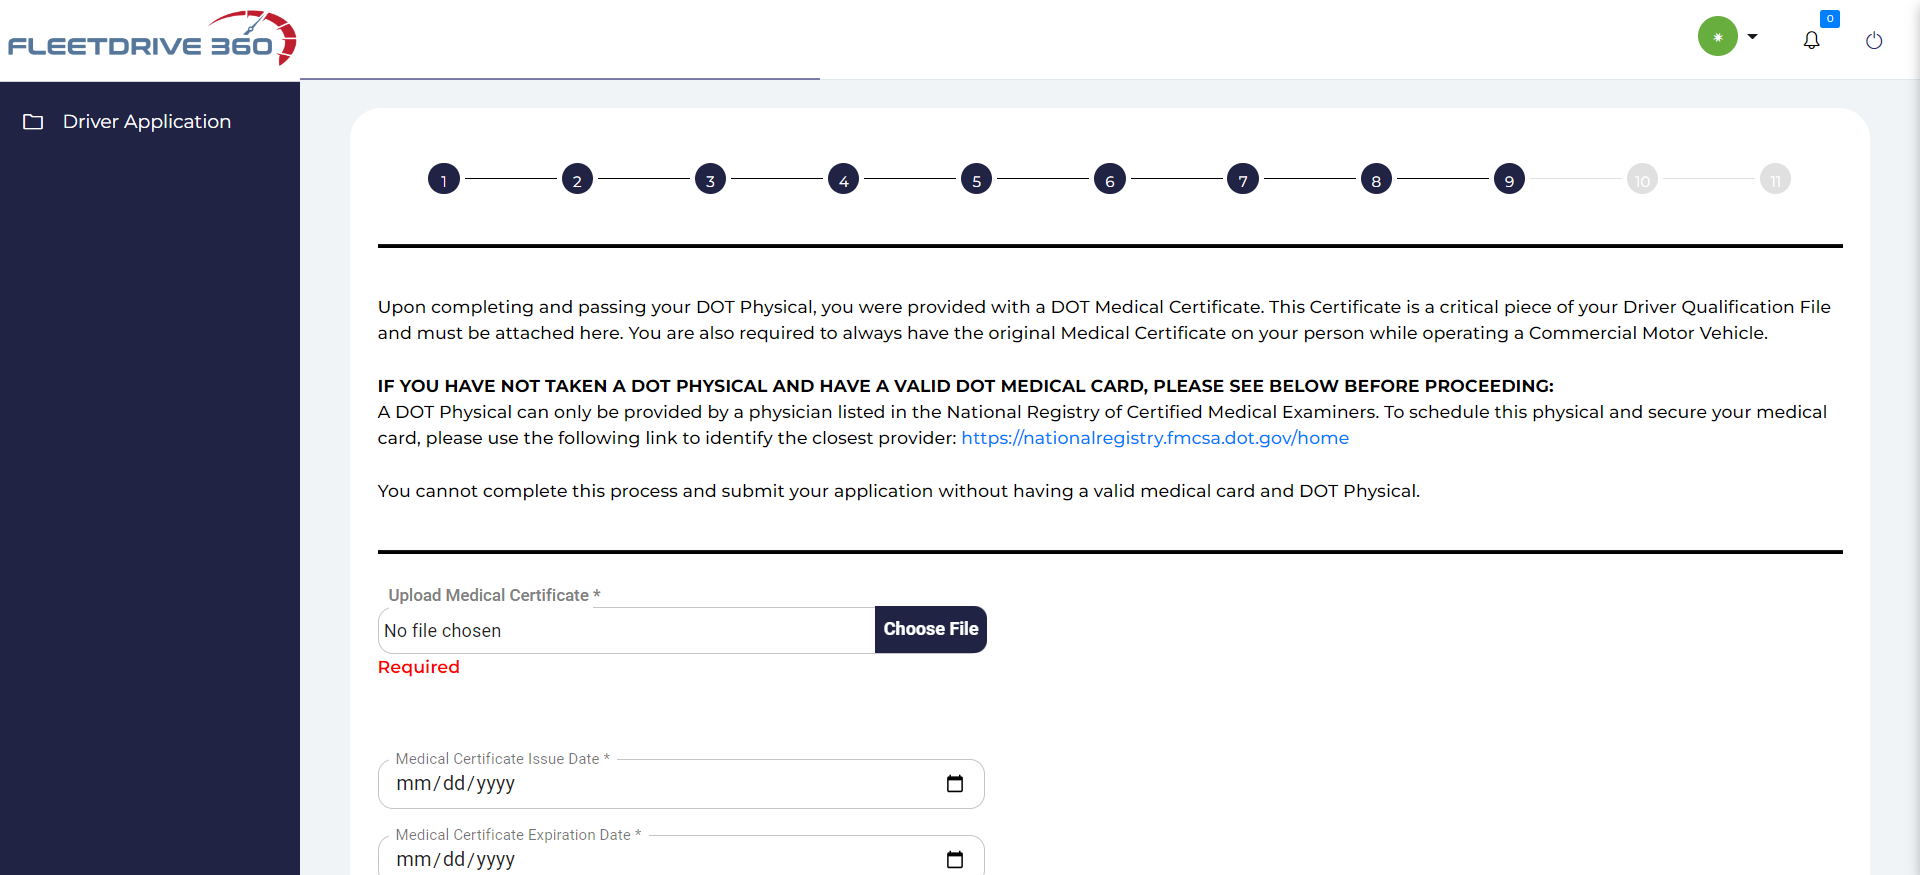 FLEETDRIVE 360
0
Driver Application
1 2 3 4 5 6 7 8 9 10 11
Upon completing and passing your DOT Physical, you were provided with a DOT Medical Certificate. This Certificate is a critical piece of your Driver Qualification File
and must be attached here. You are also required to always have the original Medical Certificate on your person while operating a Commercial Motor Vehicle.
IF YOU HAVE NOT TAKEN A DOT PHYSICAL AND HAVE A VALID DOT MEDICAL CARD, PLEASE SEE BELOW BEFORE PROCEEDING:
A DOT Physical can only be provided by a physician listed in the National Registry of Certified Medical Examiners. To schedule this physical and secure your medical
card, please use the following link to identify the closest provider: https://nationalregistry.fmcsa.dot.gov/home
You cannot complete this process and submit your application without having a valid medical card and DOT Physical.
Upload Medical Certificate *
No file chosen Choose File
Required
Medical Certificate Issue Date *
mm/dd/yyyy
Medical Certificate Expiration Date *
mm/dd/yyyy